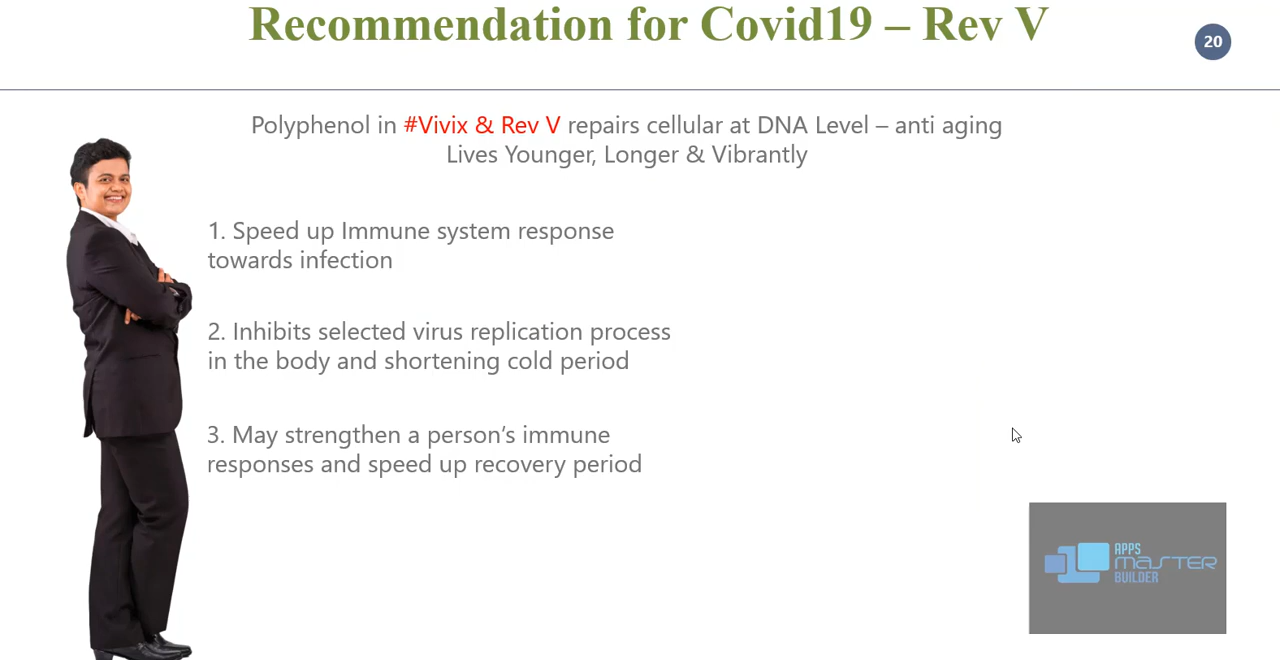 Recommendation for Covid19 – Rev V
20
Polyphenol in #Vivix & Rev V repairs cellular at DNA Level – anti aging
Lives Younger, Longer & Vibrantly
1. Speed up Immune system response
towards infection
2. Inhibits selected virus replication process
in the body and shortening cold period
3. May strengthen a person’s immune
responses and speed up recovery period
APPS
MASTER
BUILDER